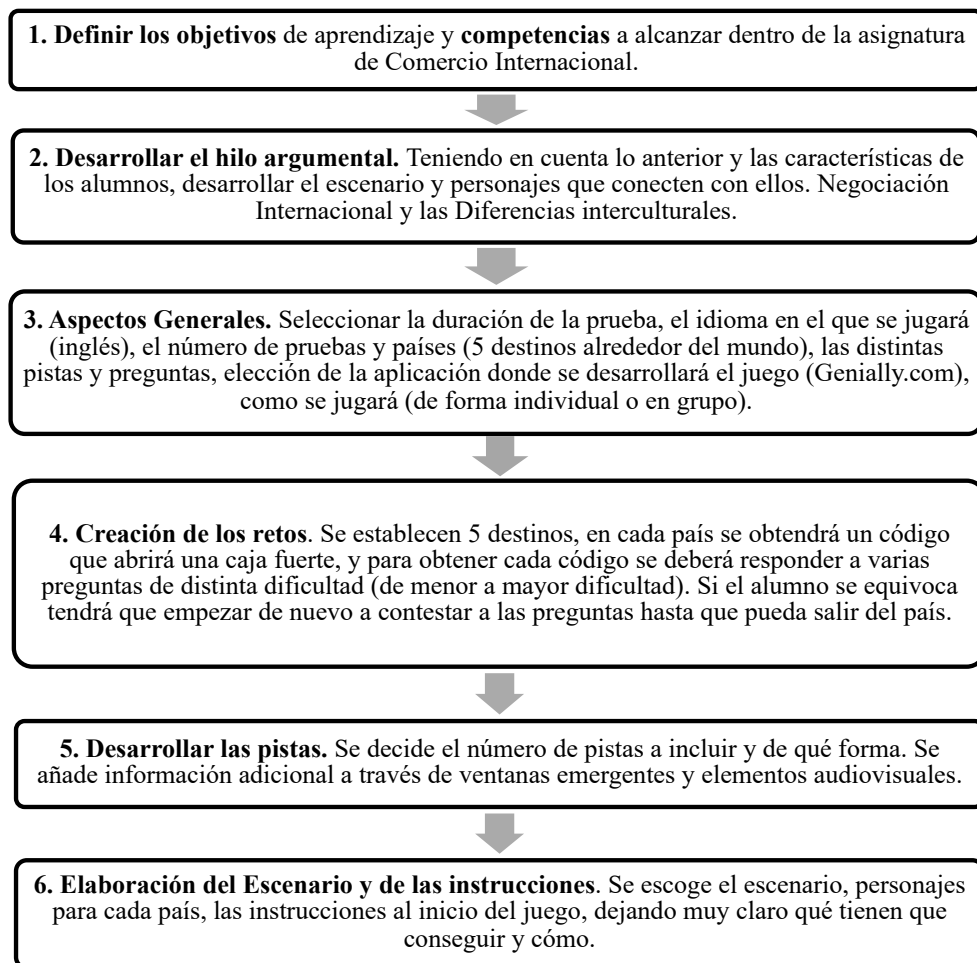 1. Definir los objetivos de aprendizaje y competencias a alcanzar dentro de la asignatura
de Comercio Internacional.
2. Desarrollar el hilo argumental. Teniendo en cuenta lo anterior y las características de
los alumnos, desarrollar el escenario y personajes que conecten con ellos. Negociación
Internacional y las Diferencias interculturales.
3. Aspectos Generales. Seleccionar la duración de la prueba, el idioma en el que se jugará
(inglés), el número de pruebas y países (5 destinos alrededor del mundo), las distintas
pistas y preguntas, elección de la aplicación donde se desarrollará el juego (Genially.com),
como se jugará (de forma individual o en grupo).
4. Creación de los retos. Se establecen 5 destinos, en cada país se obtendrá un código
que abrirá una caja fuerte, y para obtener cada código se deberá responder a varias
preguntas de distinta dificultad (de menor a mayor dificultad). Si el alumno se equivoca
tendrá que empezar de nuevo a contestar a las preguntas hasta que pueda salir del país.
5. Desarrollar las pistas. Se decide el número de pistas a incluir y de qué forma. Se
añade información adicional a través de ventanas emergentes y elementos audiovisuales.
6. Elaboración del Escenario y de las instrucciones. Se escoge el escenario, personajes
para cada país, las instrucciones al inicio del juego, dejando muy claro qué tienen que
conseguir y cómo.